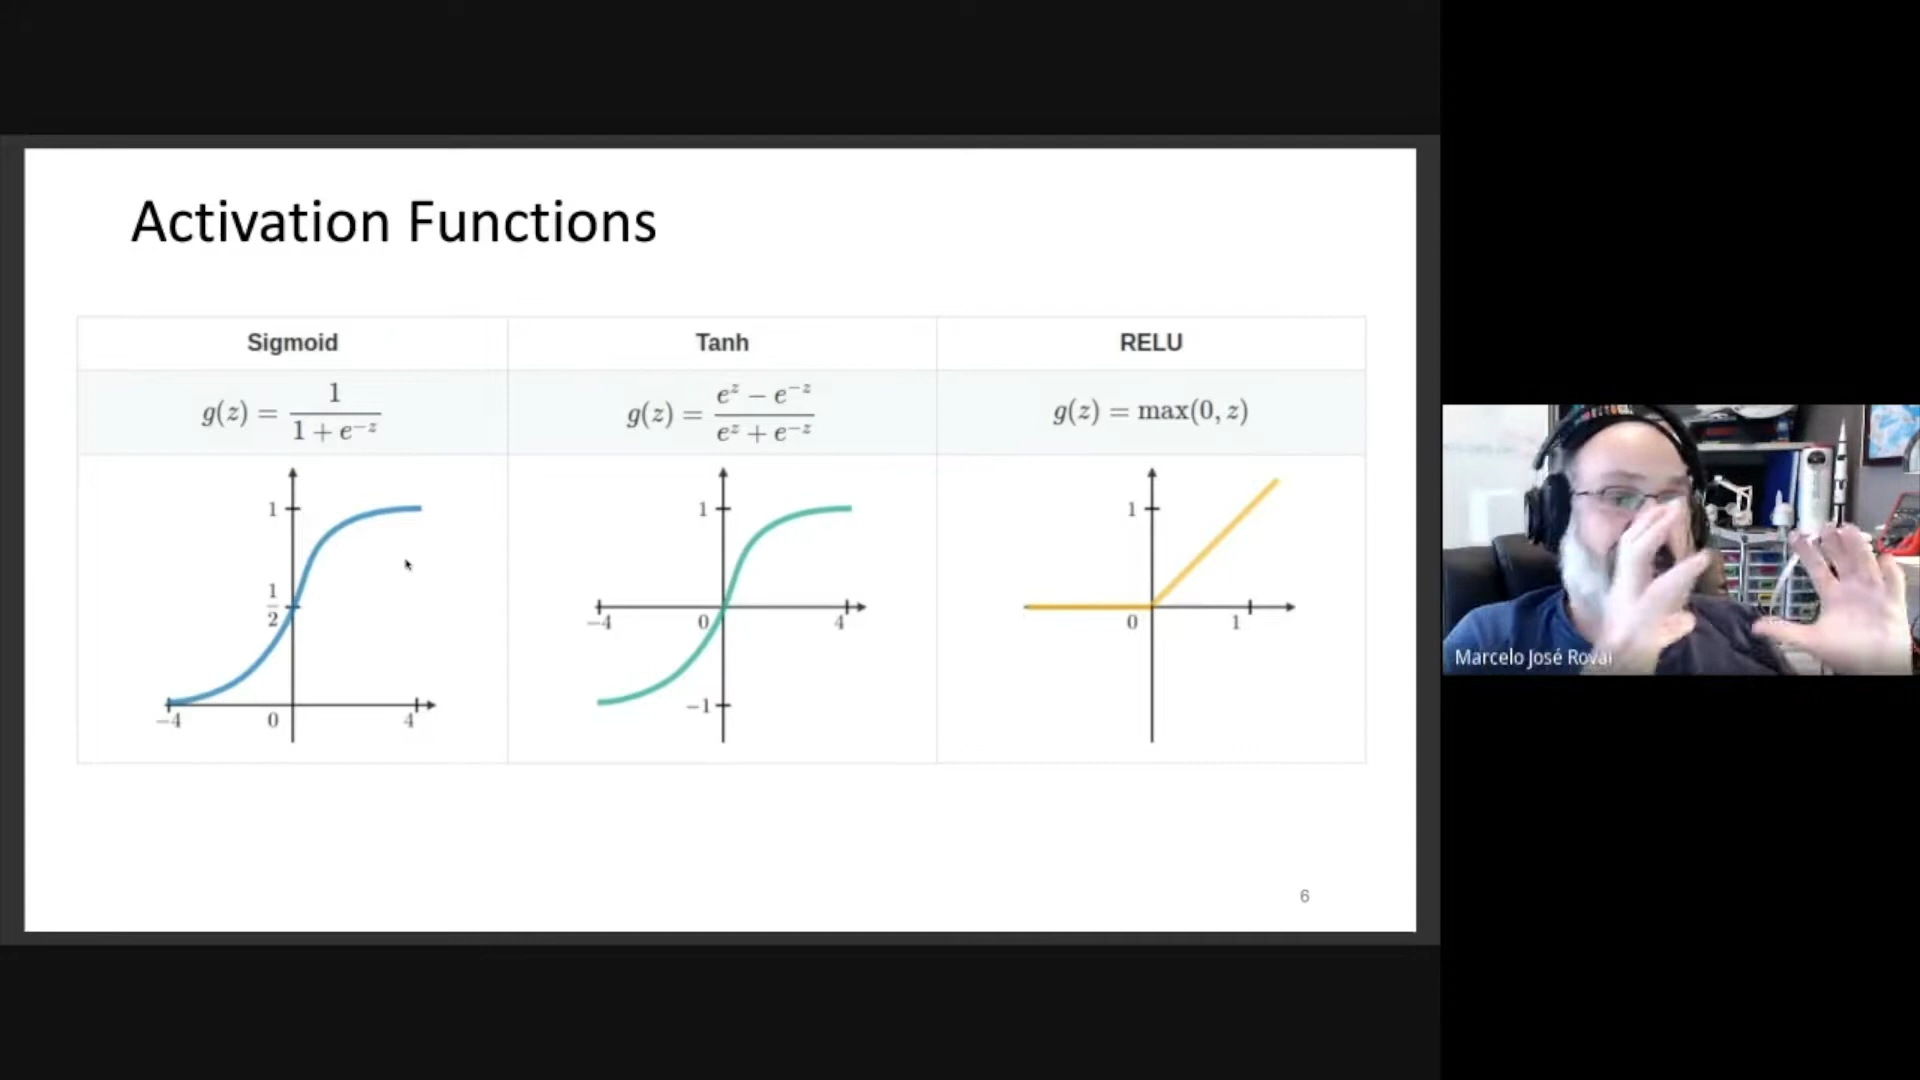 Activation Functions
Sigmoid
Tanh
RELU
g(z) = 1 / (1 + e^{-z})
g(z) = (e^z − e^{-z}) / (e^z + e^{-z})
g(z) = max(0, z)
1
1/2
−4
0
4
1
−4
0
4
−1
1
0
1
6
Marcelo José Rovai